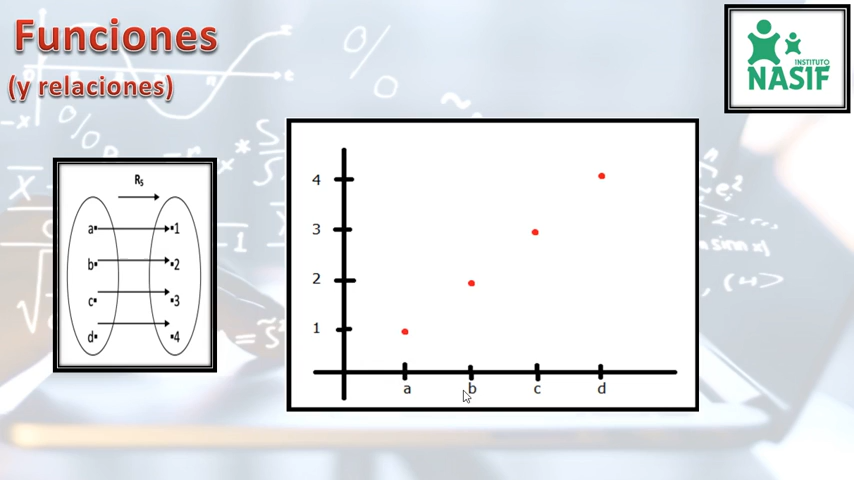 Funciones
(y relaciones)
INSTITUTO
NASIF
R₅
a 1
b 2
c 3
d 4
4
3
2
1
a b c d